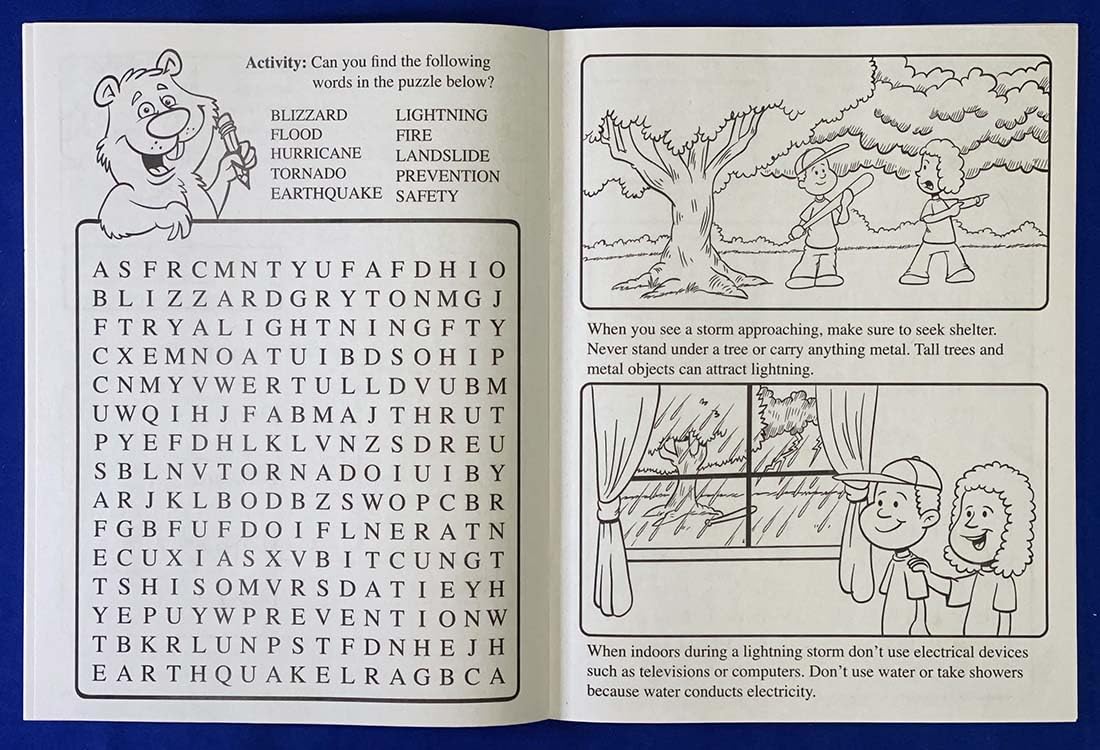 Activity: Can you find the following
words in the puzzle below?
BLIZZARD
FLOOD
HURRICANE
TORNADO
EARTHQUAKE
LIGHTNING
FIRE
LANDSLIDE
PREVENTION
SAFETY
A S F R C M N T Y U F A F D H I O
B L I Z Z A R D G R Y T O N M G J
F T R Y A L I G H T N I N G F T Y
C X E M N O A T U I B D S O H I P
C N M Y V W E R T U L L D V U B M
U W Q I H J F A B M A J T H R U T
P Y E F D H L K L V N Z S D R E U
S B L N V T O R N A D O I U I B Y
A R J K L B O D B Z S W O P C B R
F G B F U F D O I F L N E R A T N
E C U X I A S X V B I T C U N G T
T S H I S O M V R S D A T I E Y H
Y E P U Y W P R E V E N T I O N W
T B K R L U N P S T F D N H E J H
E A R T H Q U A K E L R A G B C A
When you see a storm approaching, make sure to seek shelter.
Never stand under a tree or carry anything metal. Tall trees and
metal objects can attract lightning.
When indoors during a lightning storm don't use electrical devices
such as televisions or computers. Don't use water or take showers
because water conducts electricity.